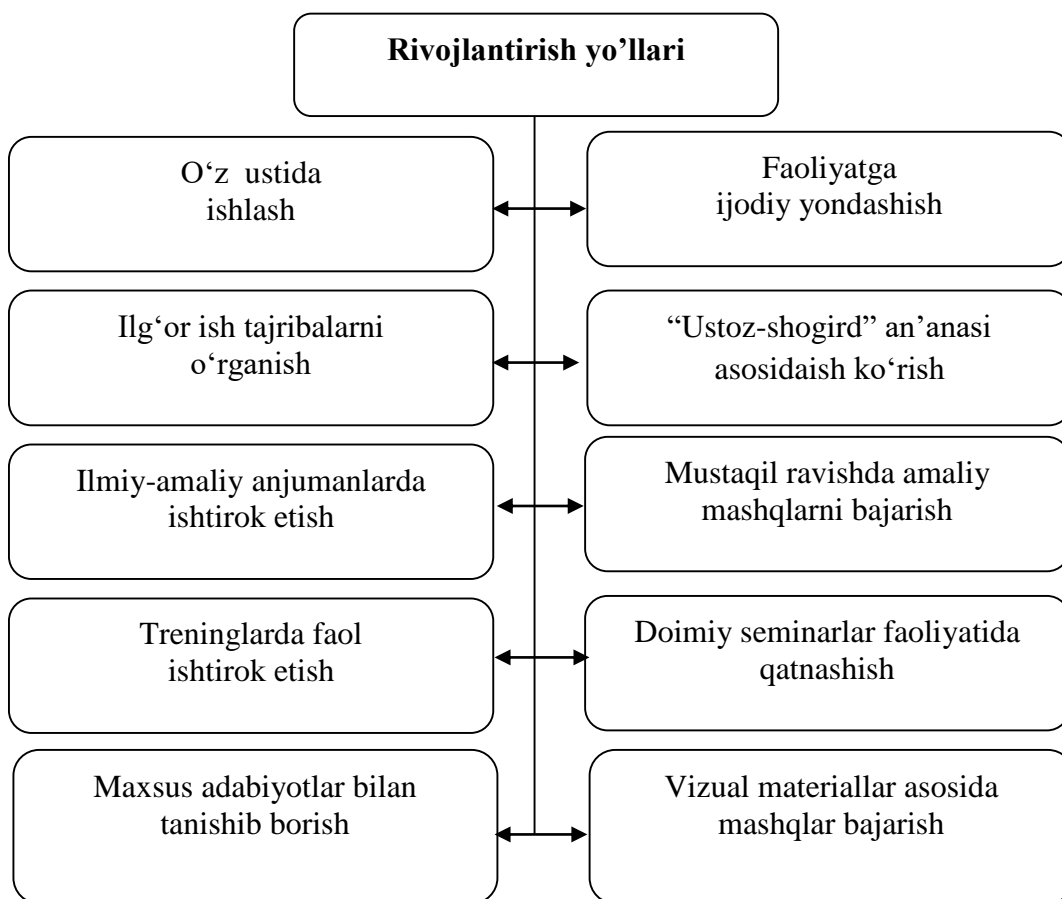 Rivojlantirish yo’llari
O‘z ustida
ishlash
Faoliyatga
ijodiy yondashish
Ilg‘or ish tajribalarni
o‘rganish
“Ustoz-shogird” an’anasi
asosidaish ko‘rish
Ilmiy-amaliy anjumanlarda
ishtirok etish
Mustaqil ravishda amaliy
mashqlarni bajarish
Treninglarda faol
ishtirok etish
Doimiy seminarlar faoliyatida
qatnashish
Maxsus adabiyotlar bilan
tanishib borish
Vizual materiallar asosida
mashqlar bajarish